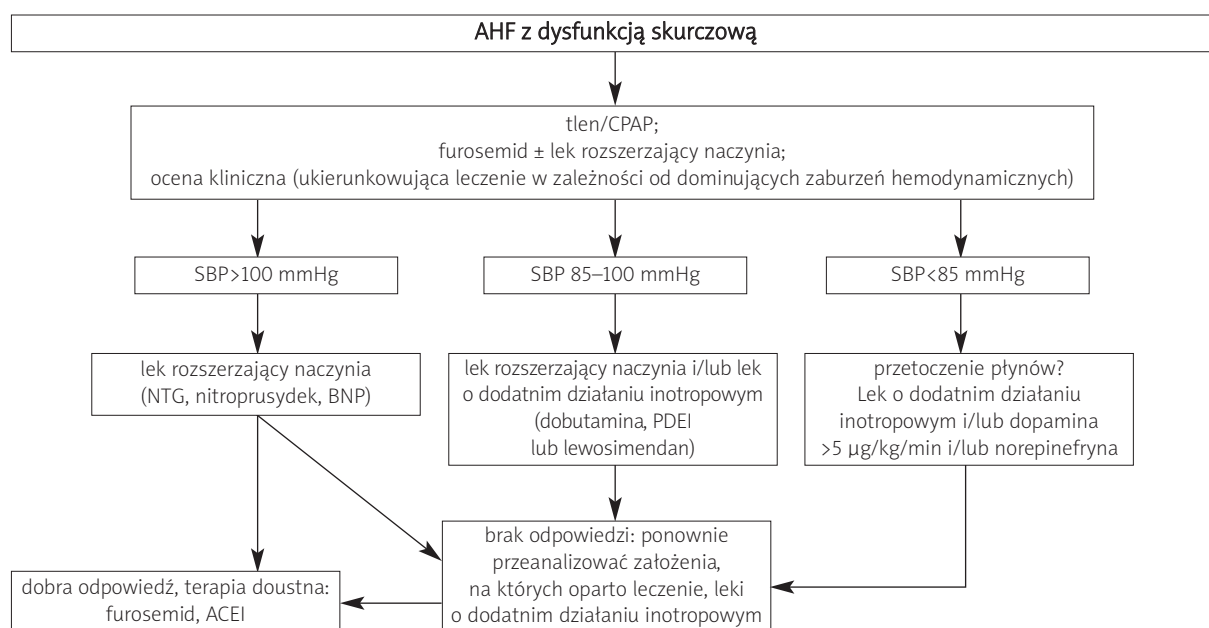 AHF z dysfunkcją skurczową
tlen/CPAP;
furosemid ± lek rozszerzający naczynia;
ocena kliniczna (ukierunkowująca leczenie w zależności od dominujących zaburzeń hemodynamicznych)
SBP>100 mmHg
SBP 85–100 mmHg
SBP<85 mmHg
lek rozszerzający naczynia
(NTG, nitroprusydek, BNP)
lek rozszerzający naczynia i/lub lek
o dodatnim działaniu inotropowym
(dobutamina, PDEI
lub lewosimendan)
przetoczenie płynów?
Lek o dodatnim działaniu
inotropowym i/lub dopamina
>5 µg/kg/min i/lub norepinefryna
brak odpowiedzi: ponownie
przeanalizować założenia,
na których oparto leczenie, leki
o dodatnim działaniu inotropowym
dobra odpowiedź, terapia doustna:
furosemid, ACEI